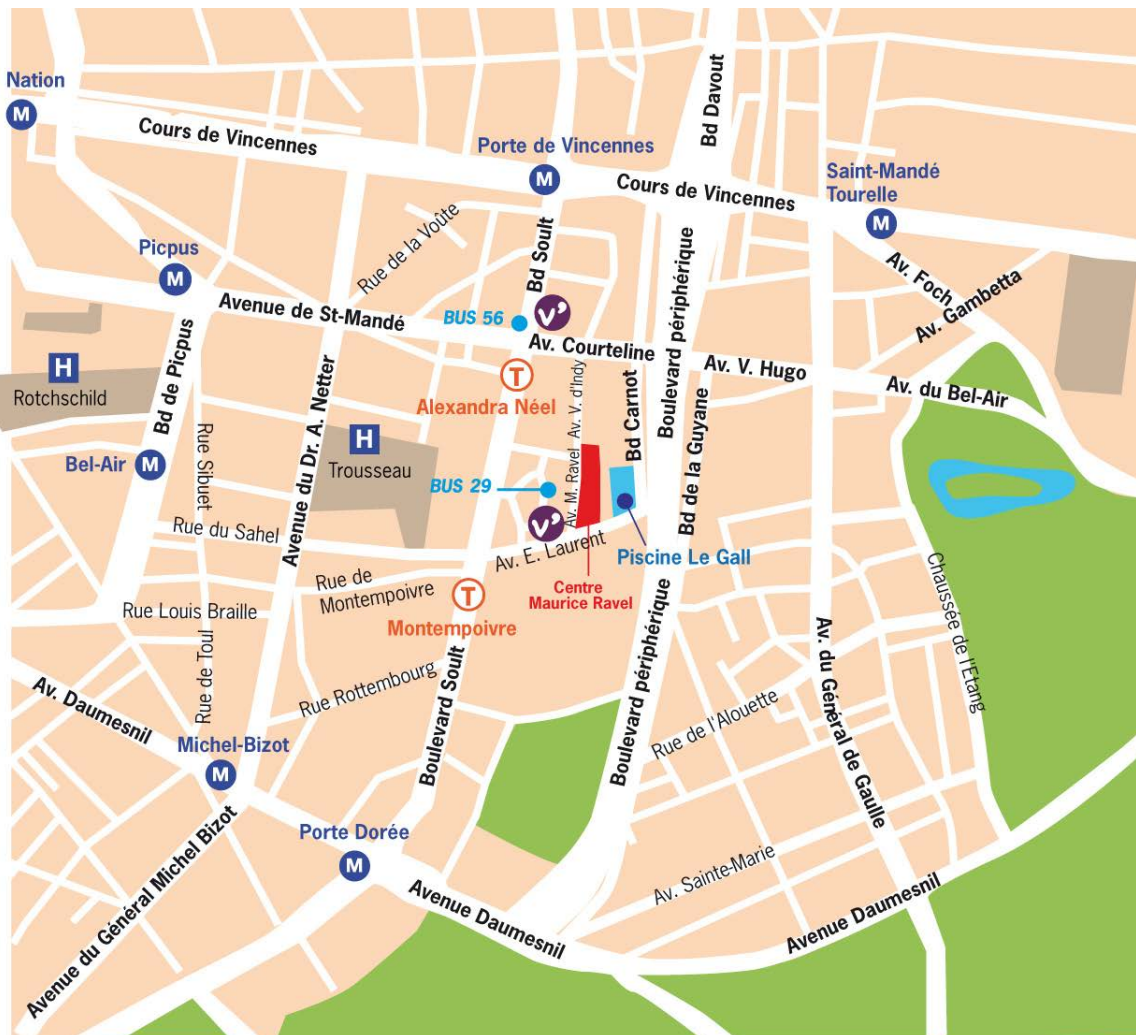 Nation
M
Cours de Vincennes
Porte de Vincennes
M
Bd Davout
Cours de Vincennes
Saint-Mandé
Tourelle
M
Picpus
M
Rue de la Voûte
Bd Soult
Boulevard périphérique
Av. Foch
Av. Gambetta
Avenue de St-Mandé
BUS 56
v'
Av. Courteline
Av. V. Hugo
Av. du Bel-Air
H
Rotchschild
Bd de Picpus
Avenue du Dr. A. Netter
T
Alexandra Néel
Av. V. d'Indy
Bd Carnot
Bd de la Guyane
Bel-Air
M
Rue Sibuet
H
Trousseau
BUS 29
Av. M. Ravel
v'
Rue du Sahel
Av. E. Laurent
Piscine Le Gall
Centre
Maurice Ravel
Rue de
Montempoivre
T
Montempoivre
Rue Louis Braille
Rue de Toul
Chaussée de l'Etang
Av. Daumesnil
Rue Rottembourg
Boulevard Soult
Boulevard périphérique
Rue de l'Alouette
Av. du Général de Gaulle
Michel-Bizot
M
Porte Dorée
M
Avenue du Général Michel Bizot
Avenue Daumesnil
Av. Sainte-Marie
Avenue Daumesnil